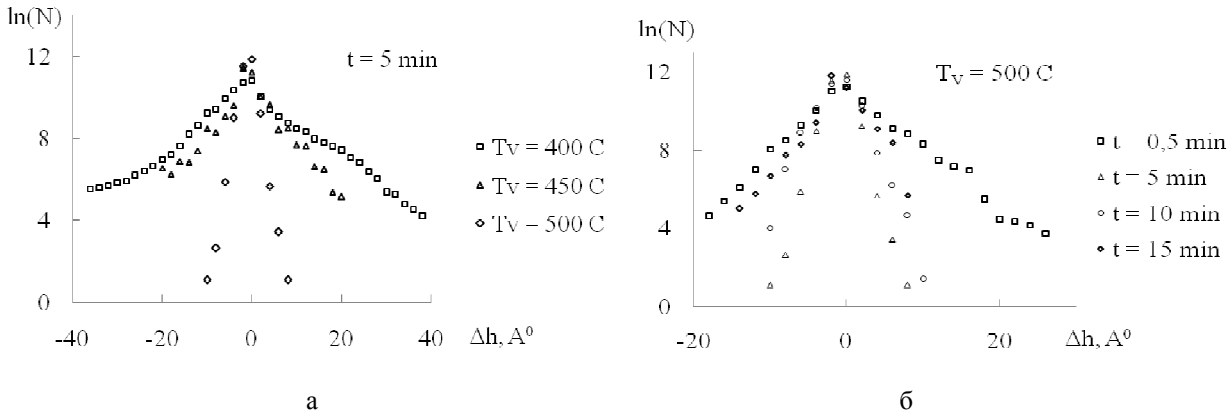 ln(N)
12
8
4
0
t = 5 min
Tv = 400 C
Tv = 450 C
Tv = 500 C
-40
-20
0
20
40
Δh, A⁰
а
ln(N)
12
8
4
0
Tv = 500 C
t = 0,5 min
t = 5 min
t = 10 min
t = 15 min
-20
0
20
Δh, A⁰
б